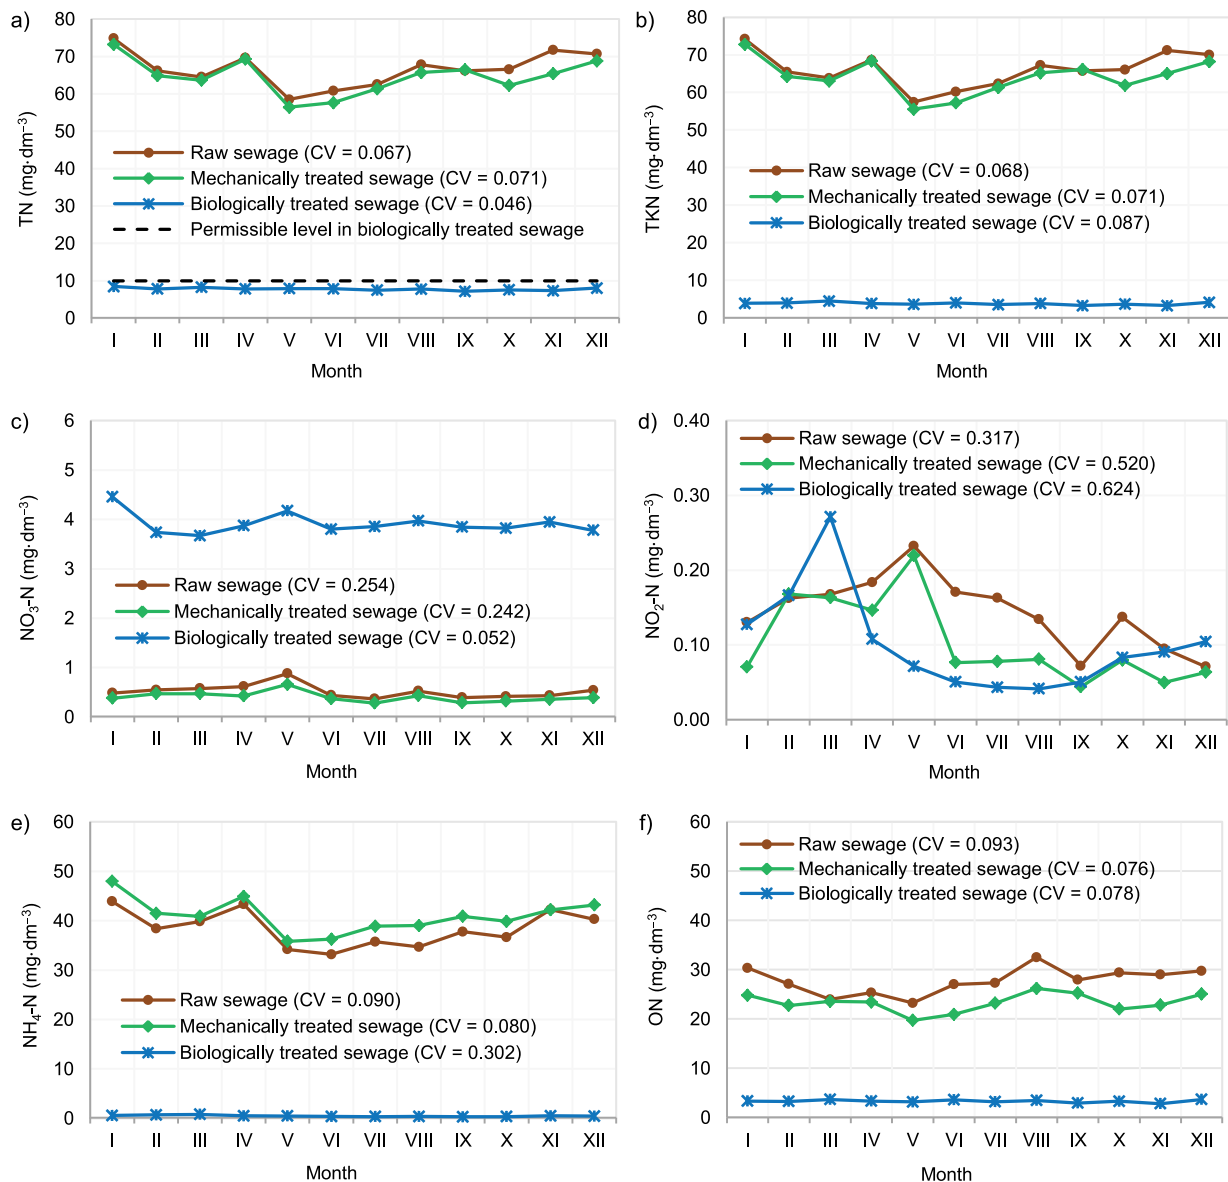 a)
80
70
60
50
40
30
20
10
0
TN (mg·dm⁻³)
Raw sewage (CV = 0.067)
Mechanically treated sewage (CV = 0.071)
Biologically treated sewage (CV = 0.046)
Permissible level in biologically treated sewage
I II III IV V VI VII VIII IX X XI XII
Month
b)
80
70
60
50
40
30
20
10
0
TKN (mg·dm⁻³)
Raw sewage (CV = 0.068)
Mechanically treated sewage (CV = 0.071)
Biologically treated sewage (CV = 0.087)
I II III IV V VI VII VIII IX X XI XII
Month
c)
6
5
4
3
2
1
0
NO₃-N (mg·dm⁻³)
Raw sewage (CV = 0.254)
Mechanically treated sewage (CV = 0.242)
Biologically treated sewage (CV = 0.052)
I II III IV V VI VII VIII IX X XI XII
Month
d)
0.40
0.30
0.20
0.10
0.00
NO₂-N (mg·dm⁻³)
Raw sewage (CV = 0.317)
Mechanically treated sewage (CV = 0.520)
Biologically treated sewage (CV = 0.624)
I II III IV V VI VII VIII IX X XI XII
Month
e)
60
50
40
30
20
10
0
NH₄-N (mg·dm⁻³)
Raw sewage (CV = 0.090)
Mechanically treated sewage (CV = 0.080)
Biologically treated sewage (CV = 0.302)
I II III IV V VI VII VIII IX X XI XII
Month
f)
60
50
40
30
20
10
0
ON (mg·dm⁻³)
Raw sewage (CV = 0.093)
Mechanically treated sewage (CV = 0.076)
Biologically treated sewage (CV = 0.078)
I II III IV V VI VII VIII IX X XI XII
Month